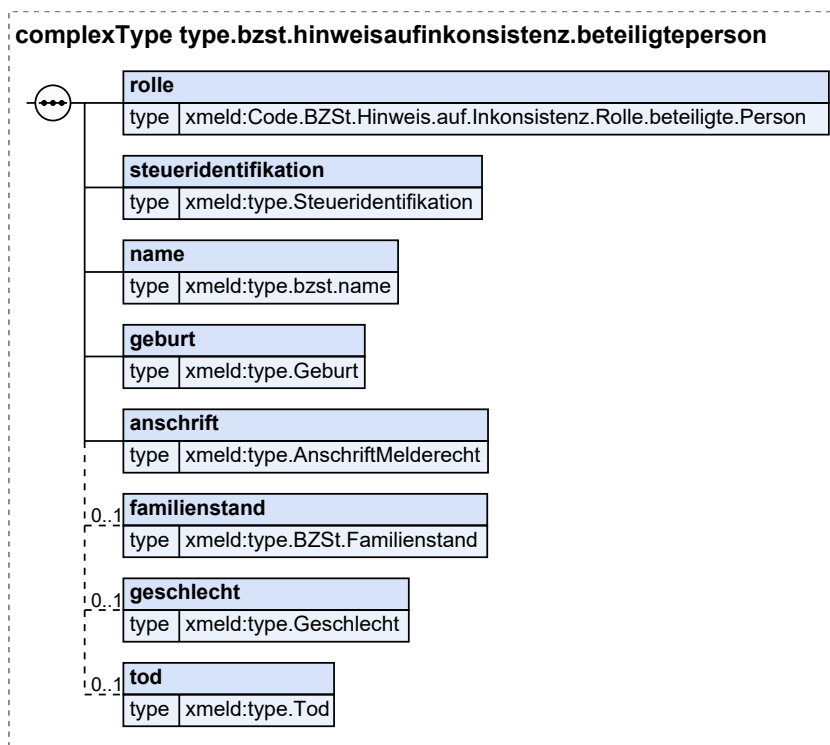 complexType type.bzst.hinweisaufinkonsistenz.beteiligteperson
rolle
type xmeld:Code.BZSt.Hinweis.auf.Inkonsistenz.Rolle.beteiligte.Person
steueridentifikation
type xmeld:type.Steueridentifikation
name
type xmeld:type.bzst.name
geburt
type xmeld:type.Geburt
anschrift
type xmeld:type.AnschriftMelderecht
0..1 familienstand
type xmeld:type.BZSt.Familienstand
0..1 geschlecht
type xmeld:type.Geschlecht
0..1 tod
type xmeld:type.Tod